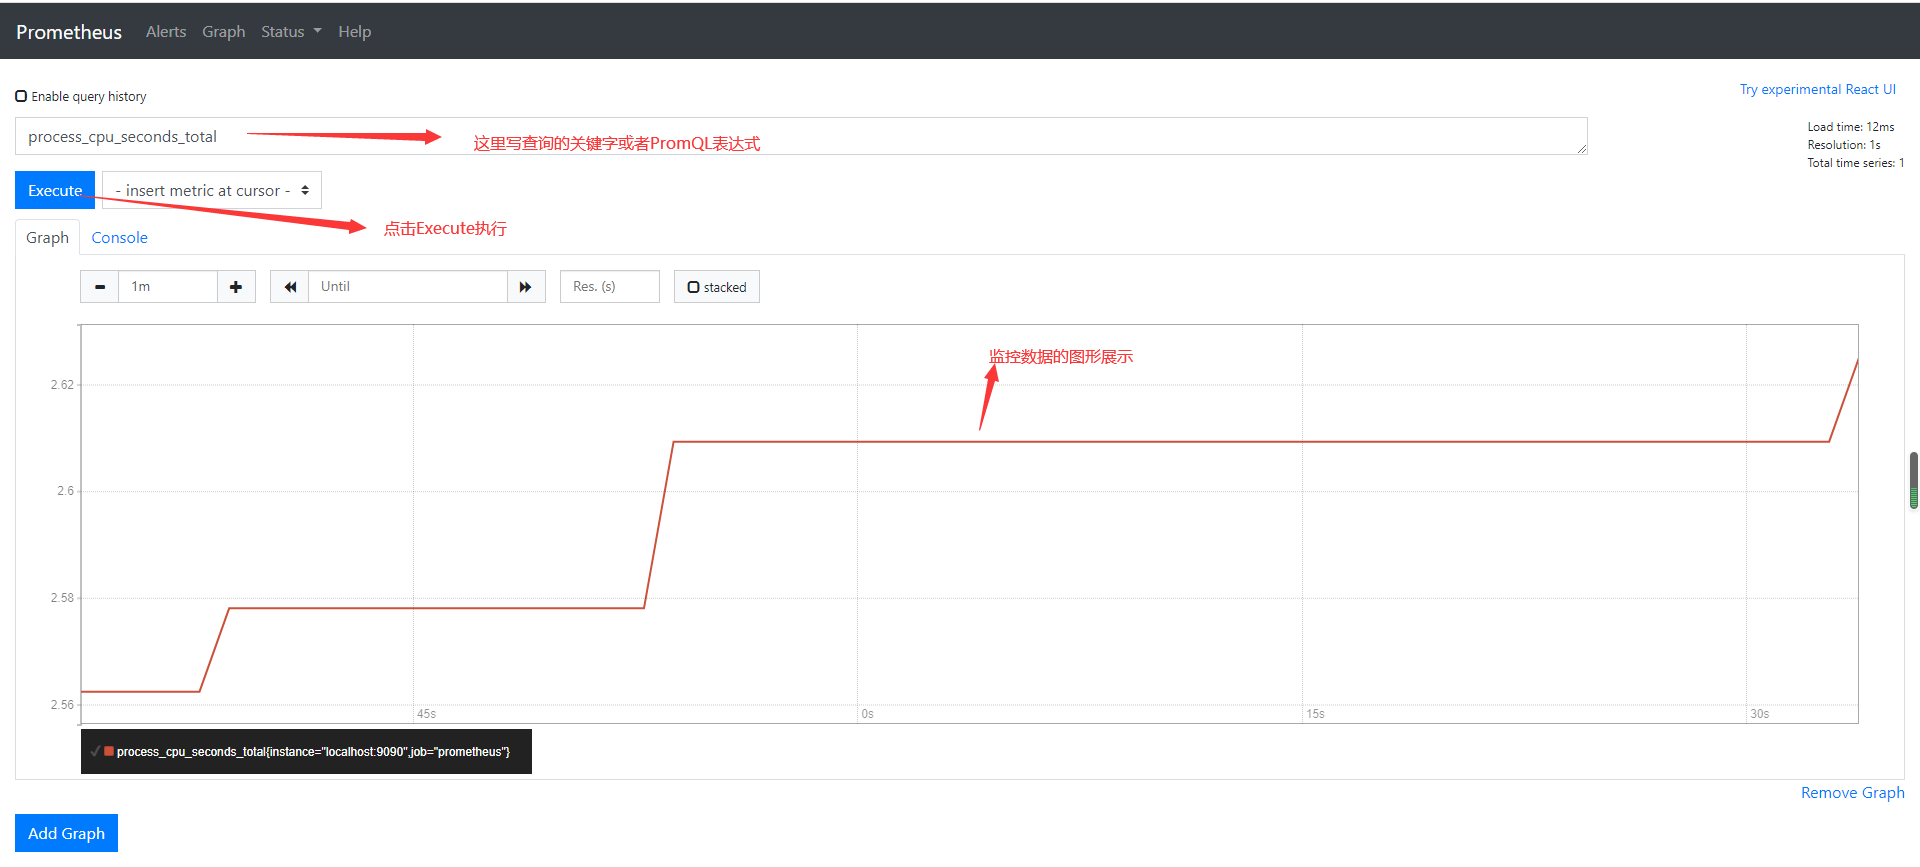 Prometheus Alerts Graph Status Help
Enable query history
Try experimental React UI
process_cpu_seconds_total
这里写查询的关键字或者PromQL表达式
Load time: 12ms
Resolution: 1s
Total time series: 1
Execute
- insert metric at cursor -
点击Execute执行
Graph Console
1m Until Res. (s) stacked
监控数据的图形展示
2.62
2.6
2.58
2.56
45s 0s 15s 30s
process_cpu_seconds_total{instance="localhost:9090",job="prometheus"}
Remove Graph
Add Graph